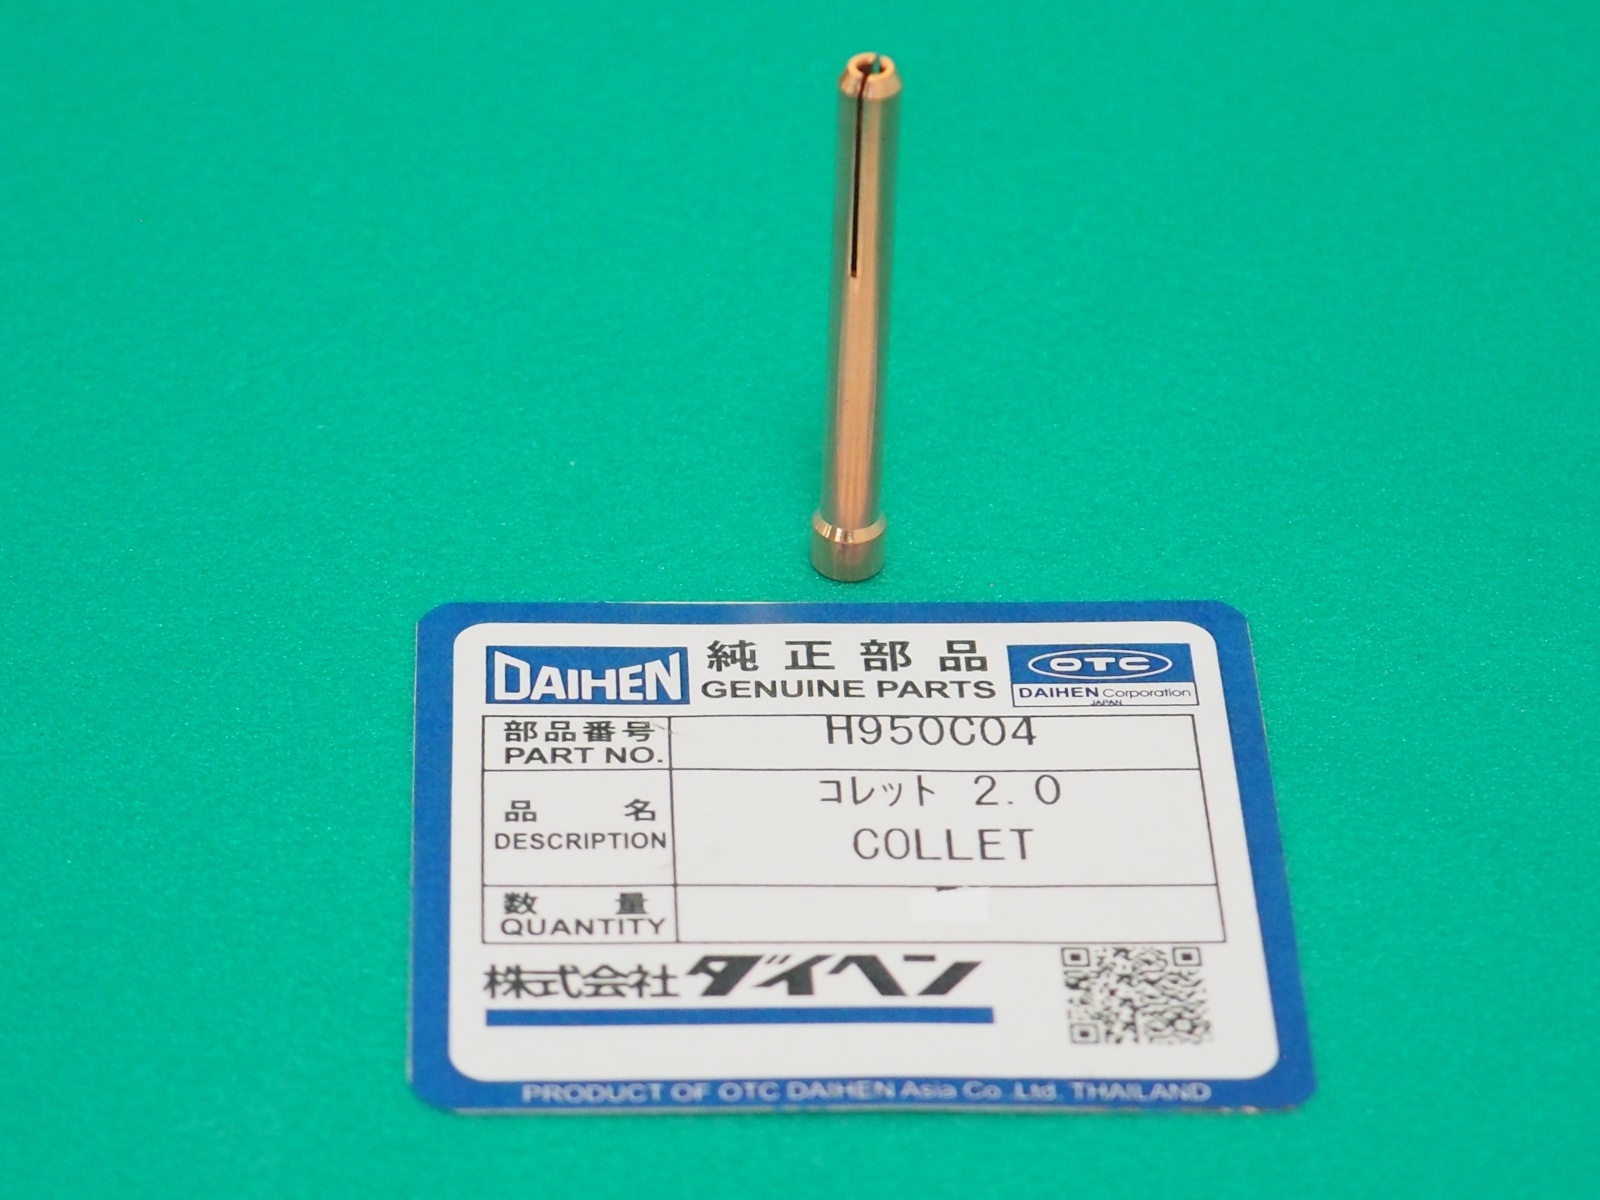 DAIHEN
純正部品
GENUINE PARTS
OTC
DAIHEN Corporation
JAPAN
部品番号
PART NO.
H950C04
品名
DESCRIPTION
コレット 2.0
COLLET
数量
QUANTITY
株式会社ダイヘン
PRODUCT OF OTC DAIHEN Asia Co.,Ltd. THAILAND